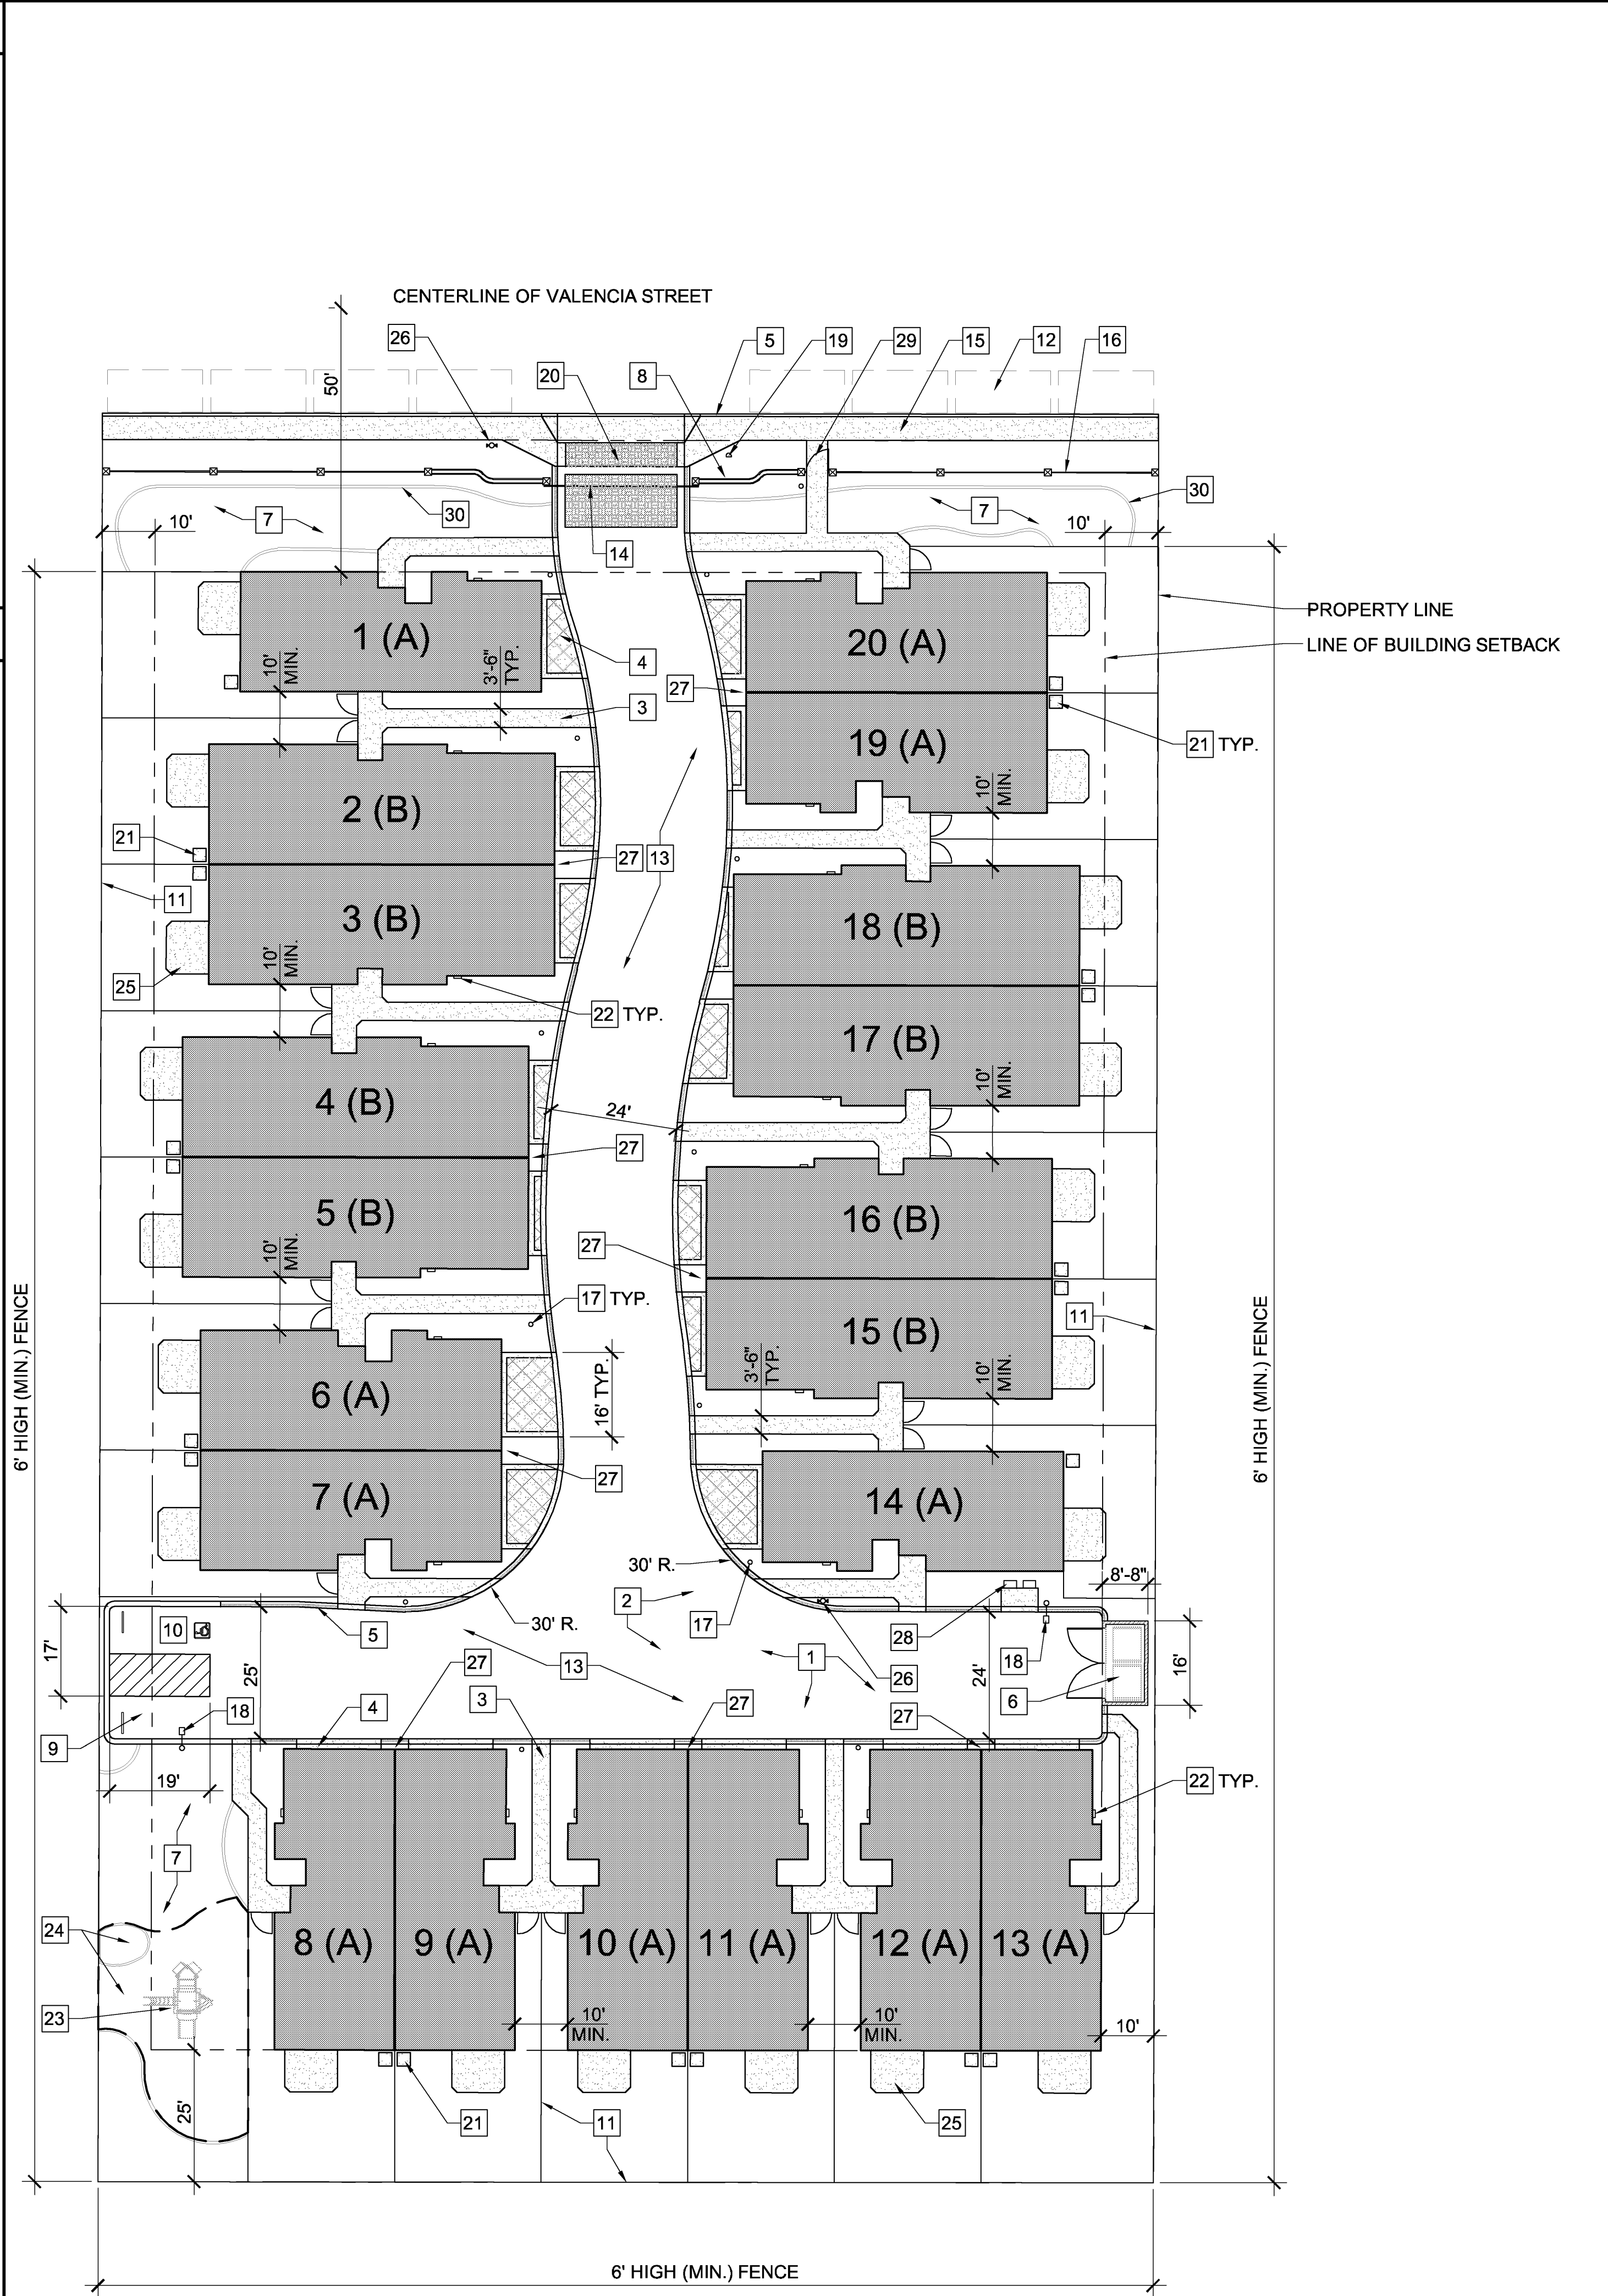 CENTERLINE OF VALENCIA STREET
26
5
19
29
15
12
16
50'
20
8
30
7
10'
30
7
10'
14
PROPERTY LINE
LINE OF BUILDING SETBACK
1 (A)
20 (A)
10'
MIN.
3'-6"
TYP.
4
27
3
19 (A)
21 TYP.
2 (B)
10'
MIN.
21
27
13
11
3 (B)
18 (B)
10'
MIN.
25
22 TYP.
17 (B)
4 (B)
24'
10'
MIN.
27
5 (B)
16 (B)
10'
MIN.
27
17 TYP.
11
15 (B)
6' HIGH (MIN.) FENCE
6' HIGH (MIN.) FENCE
6 (A)
16' TYP.
3'-6"
TYP.
10'
MIN.
27
7 (A)
14 (A)
30' R.
8'-8"
2
30' R.
17
10
5
28
18
17'
25'
27
13
1
26
24'
6
16'
18
4
3
27
27
9
19'
22 TYP.
7
24
8 (A)
9 (A)
10 (A)
11 (A)
12 (A)
13 (A)
23
10'
MIN.
10'
MIN.
10'
25'
21
11
25
6' HIGH (MIN.) FENCE